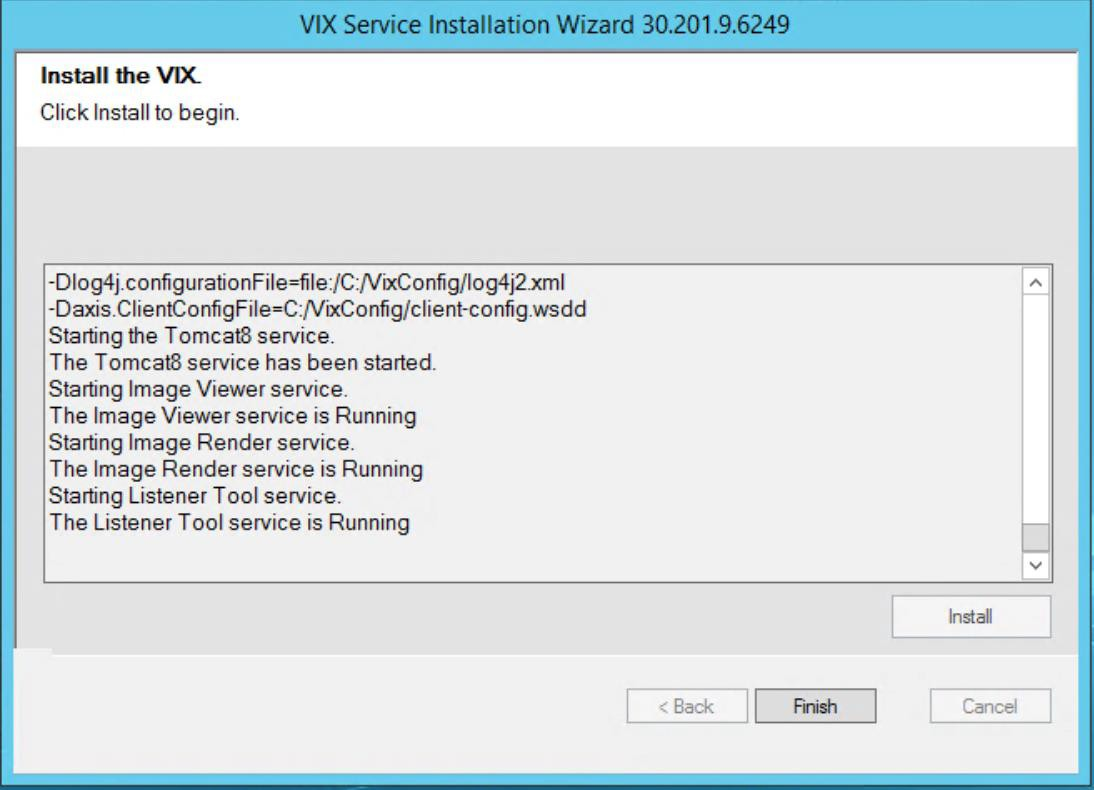 VIX Service Installation Wizard 30.201.9.6249
Install the VIX.
Click Install to begin.
-Dlog4j.configurationFile=file:/C:/VixConfig/log4j2.xml
-Daxis.ClientConfigFile=C:/VixConfig/client-config.wsdd
Starting the Tomcat8 service.
The Tomcat8 service has been started.
Starting Image Viewer service.
The Image Viewer service is Running
Starting Image Render service.
The Image Render service is Running
Starting Listener Tool service.
The Listener Tool service is Running
Install
< Back Finish Cancel